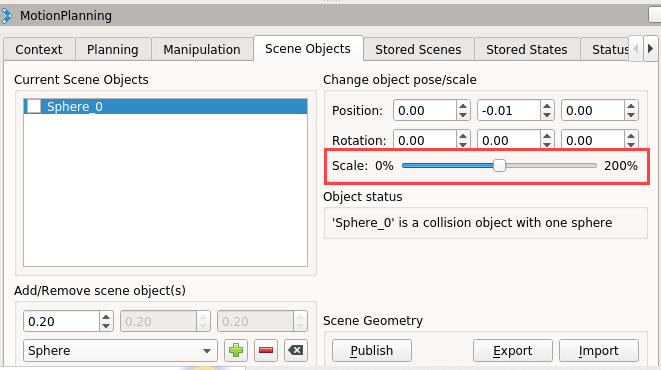 MotionPlanning
Context Planning Manipulation Scene Objects Stored Scenes Stored States Status
Current Scene Objects
Sphere_0
Change object pose/scale
Position: 0.00 -0.01 0.00
Rotation: 0.00 0.00 0.00
Scale: 0% 200%
Object status
'Sphere_0' is a collision object with one sphere
Add/Remove scene object(s)
0.20 0.20 0.20
Sphere
Scene Geometry
Publish Export Import